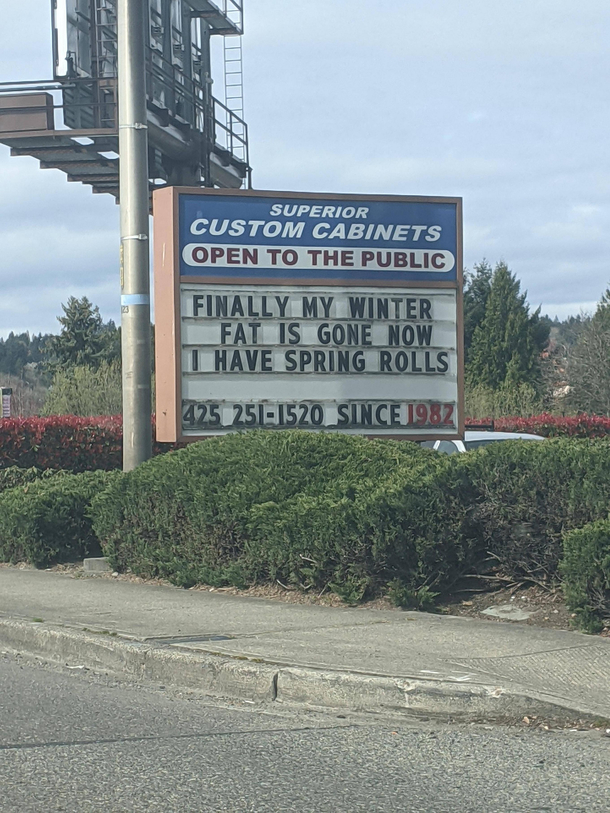 SUPERIOR
CUSTOM CABINETS
OPEN TO THE PUBLIC
FINALLY MY WINTER
FAT IS GONE NOW
I HAVE SPRING ROLLS
425 251-1520 SINCE 1982